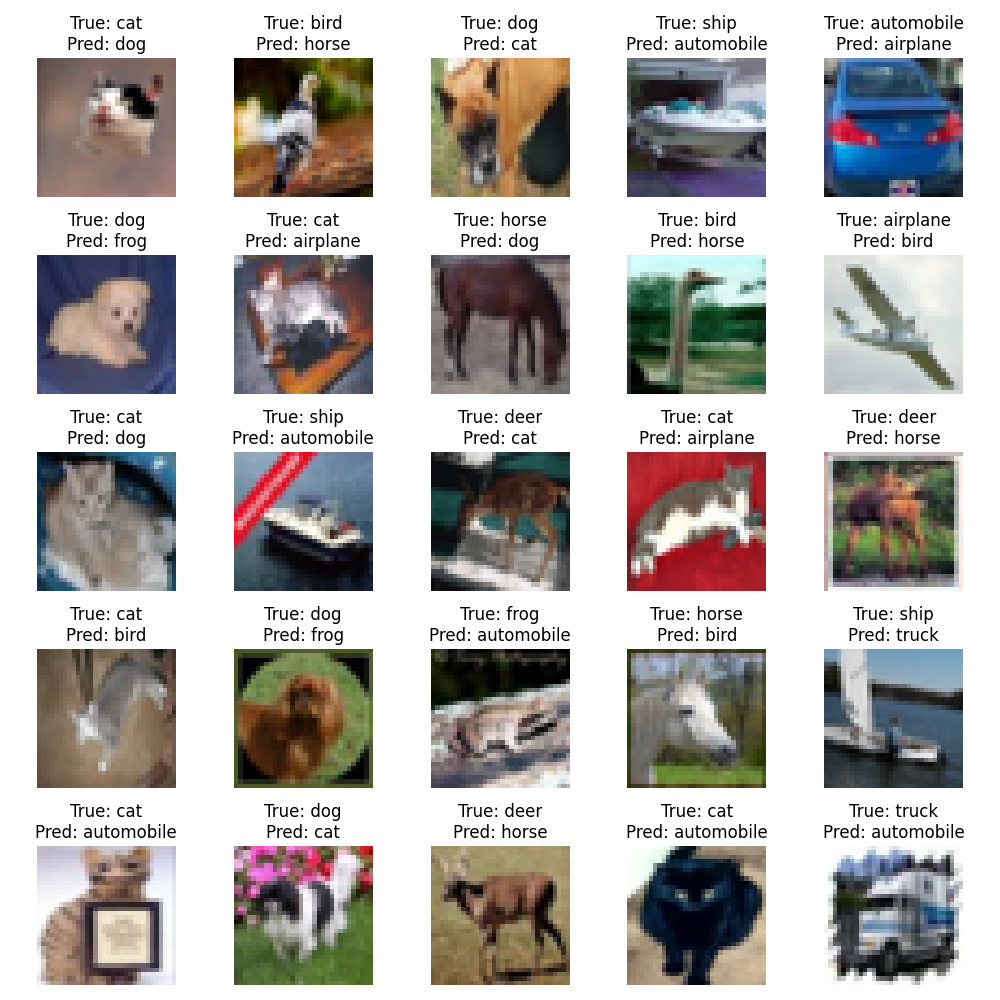 True: cat
Pred: dog
True: bird
Pred: horse
True: dog
Pred: cat
True: ship
Pred: automobile
True: automobile
Pred: airplane
True: dog
Pred: frog
True: cat
Pred: airplane
True: horse
Pred: dog
True: bird
Pred: horse
True: airplane
Pred: bird
True: cat
Pred: dog
True: ship
Pred: automobile
True: deer
Pred: cat
True: cat
Pred: airplane
True: deer
Pred: horse
True: cat
Pred: bird
True: dog
Pred: frog
True: frog
Pred: automobile
True: horse
Pred: bird
True: ship
Pred: truck
True: cat
Pred: automobile
True: dog
Pred: cat
True: deer
Pred: horse
True: cat
Pred: automobile
True: truck
Pred: automobile